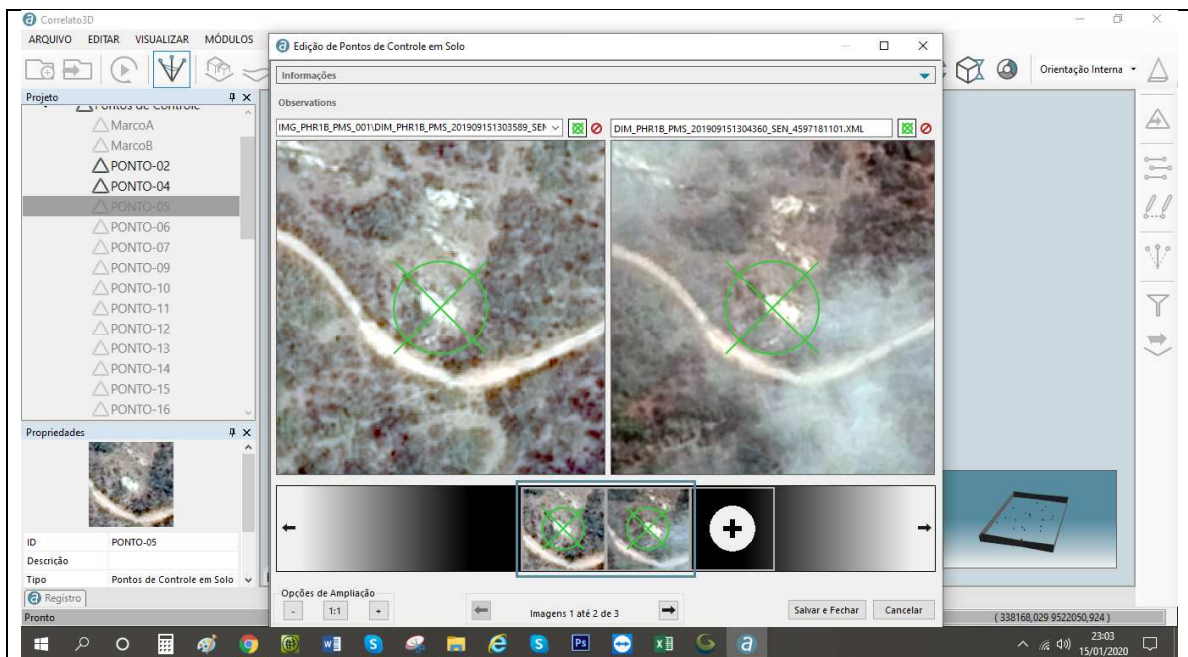 Correlato3D
ARQUIVO EDITAR VISUALIZAR MÓDULOS
Orientação Interna
Projeto
Pontos de Controle
MarcoA
MarcoB
PONTO-02
PONTO-04
PONTO-05
PONTO-06
PONTO-07
PONTO-09
PONTO-10
PONTO-11
PONTO-12
PONTO-13
PONTO-14
PONTO-15
PONTO-16
Propriedades
ID PONTO-05
Descrição
Tipo Pontos de Controle em Solo
Registro
Pronto
Edição de Pontos de Controle em Solo
Informações
Observations
IMG_PHR1B_PMS_001\DIM_PHR1B_PMS_201909151303589_SEN
DIM_PHR1B_PMS_201909151304360_SEN_4597181101.XML
Opções de Ampliação
- 1:1 +
Imagens 1 até 2 de 3
Salvar e Fechar Cancelar
( 338168,029 9522050,924 )
23:03
15/01/2020